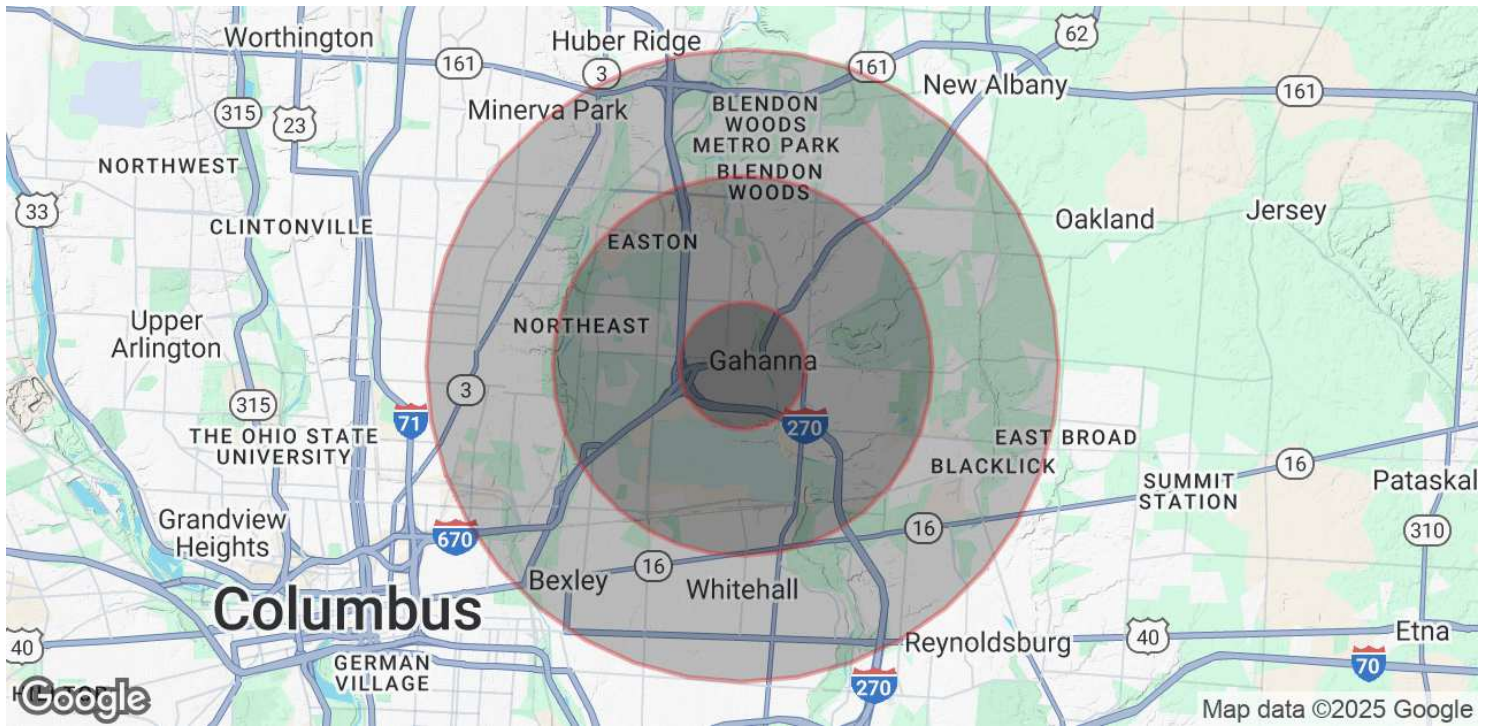 Worthington
Huber Ridge
62
161
3
161
New Albany
161
Minerva Park
BLENDON
WOODS
METRO PARK
BLENDON
WOODS
315
23
NORTHWEST
33
CLINTONVILLE
EASTON
Oakland
Jersey
Upper
Arlington
NORTHEAST
Gahanna
315
3
71
270
THE OHIO STATE
UNIVERSITY
EAST BROAD
BLACKLICK
16
SUMMIT
STATION
Pataskal
Grandview
Heights
670
16
16
310
Bexley
Whitehall
Columbus
40
Reynoldsburg
40
Etna
GERMAN
VILLAGE
270
70
Google
Map data ©2025 Google